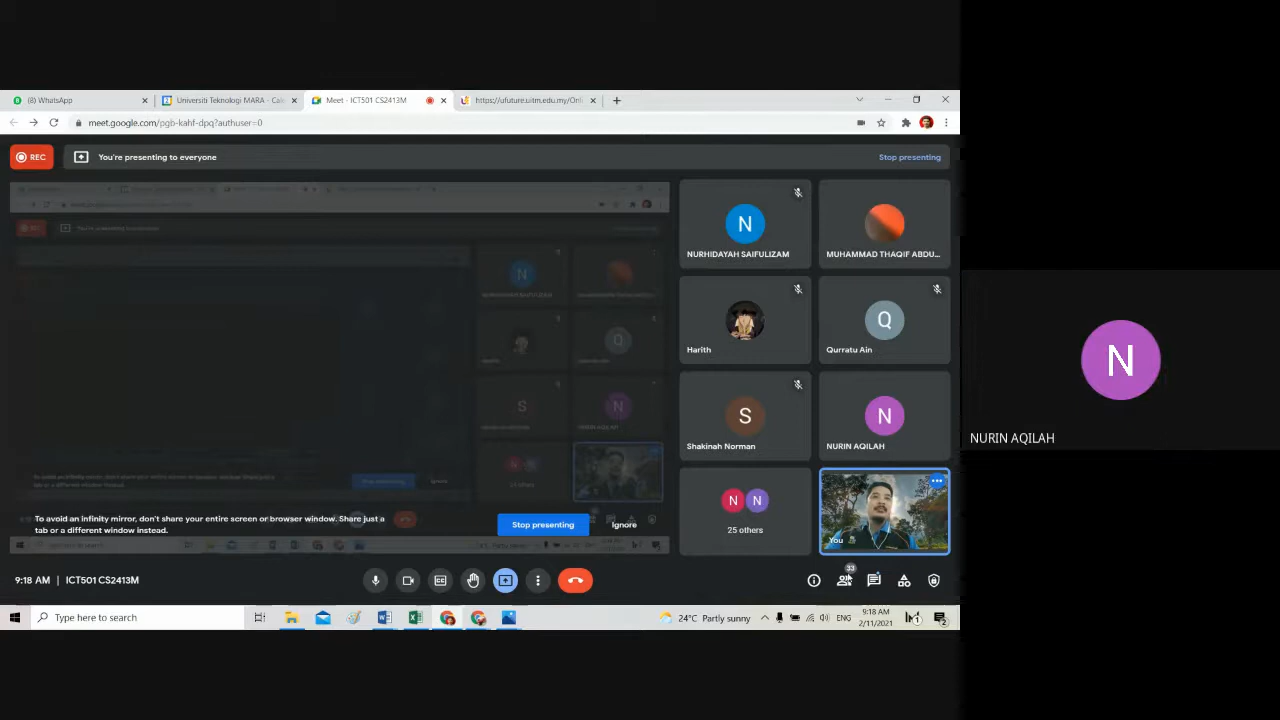 (8) WhatsApp
Universiti Teknologi MARA - Cale
Meet - ICT501 CS2413M
https://ufuture.uitm.edu.my/Onli
meet.google.com/pgb-kahf-dpq?authuser=0
REC
You're presenting to everyone
Stop presenting
N
NURHIDAYAH SAIFULIZAM
MUHAMMAD THAQIF ABDU...
Harith
Q
Qurratu Ain
S
Shakinah Norman
N
NURIN AQILAH
N
NURIN AQILAH
N N
25 others
You
To avoid an infinity mirror, don't share your entire screen or browser window. Share just a
tab or a different window instead.
Stop presenting
Ignore
9:18 AM | ICT501 CS2413M
33
Type here to search
24°C Partly sunny
ENG
9:18 AM
2/11/2021
1
2